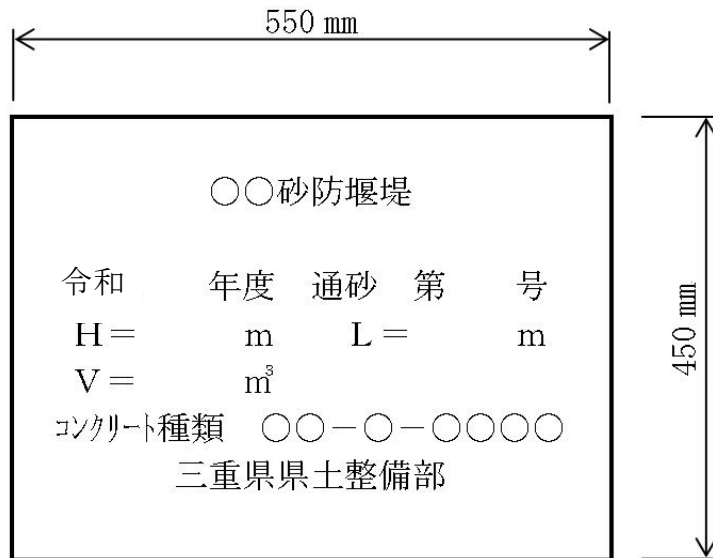 550 mm
○○砂防堰堤
令和 年度 通砂 第 号
H＝ m L＝ m
V＝ m³
コンクリート種類 ○○－○－○○○○
三重県県土整備部
450 mm